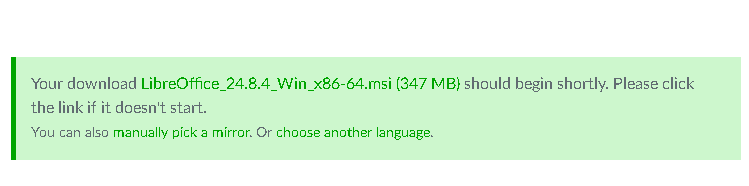 Your download LibreOffice_24.8.4_Win_x86-64.msi (347 MB) should begin shortly. Please click
the link if it doesn't start.
You can also manually pick a mirror. Or choose another language.